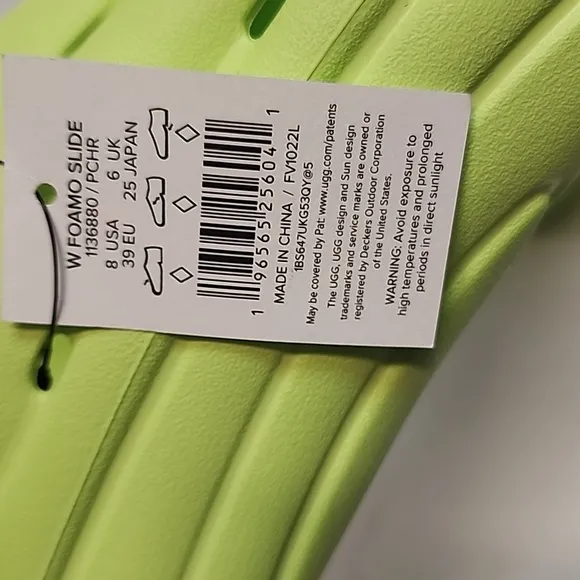 W FOAMO SLIDE
1136880 / PCHR
8 USA 6 UK
39 EU 25 JAPAN
1 96565 25604 1
MADE IN CHINA / FV1022L
1BS647UKG53QY@5
May be covered by Pat: www.ugg.com/patents
The UGG, UGG design and Sun design
trademarks and service marks are owned or
registered by Deckers Outdoor Corporation
of the United States.
WARNING: Avoid exposure to
high temperatures and prolonged
periods in direct sunlight